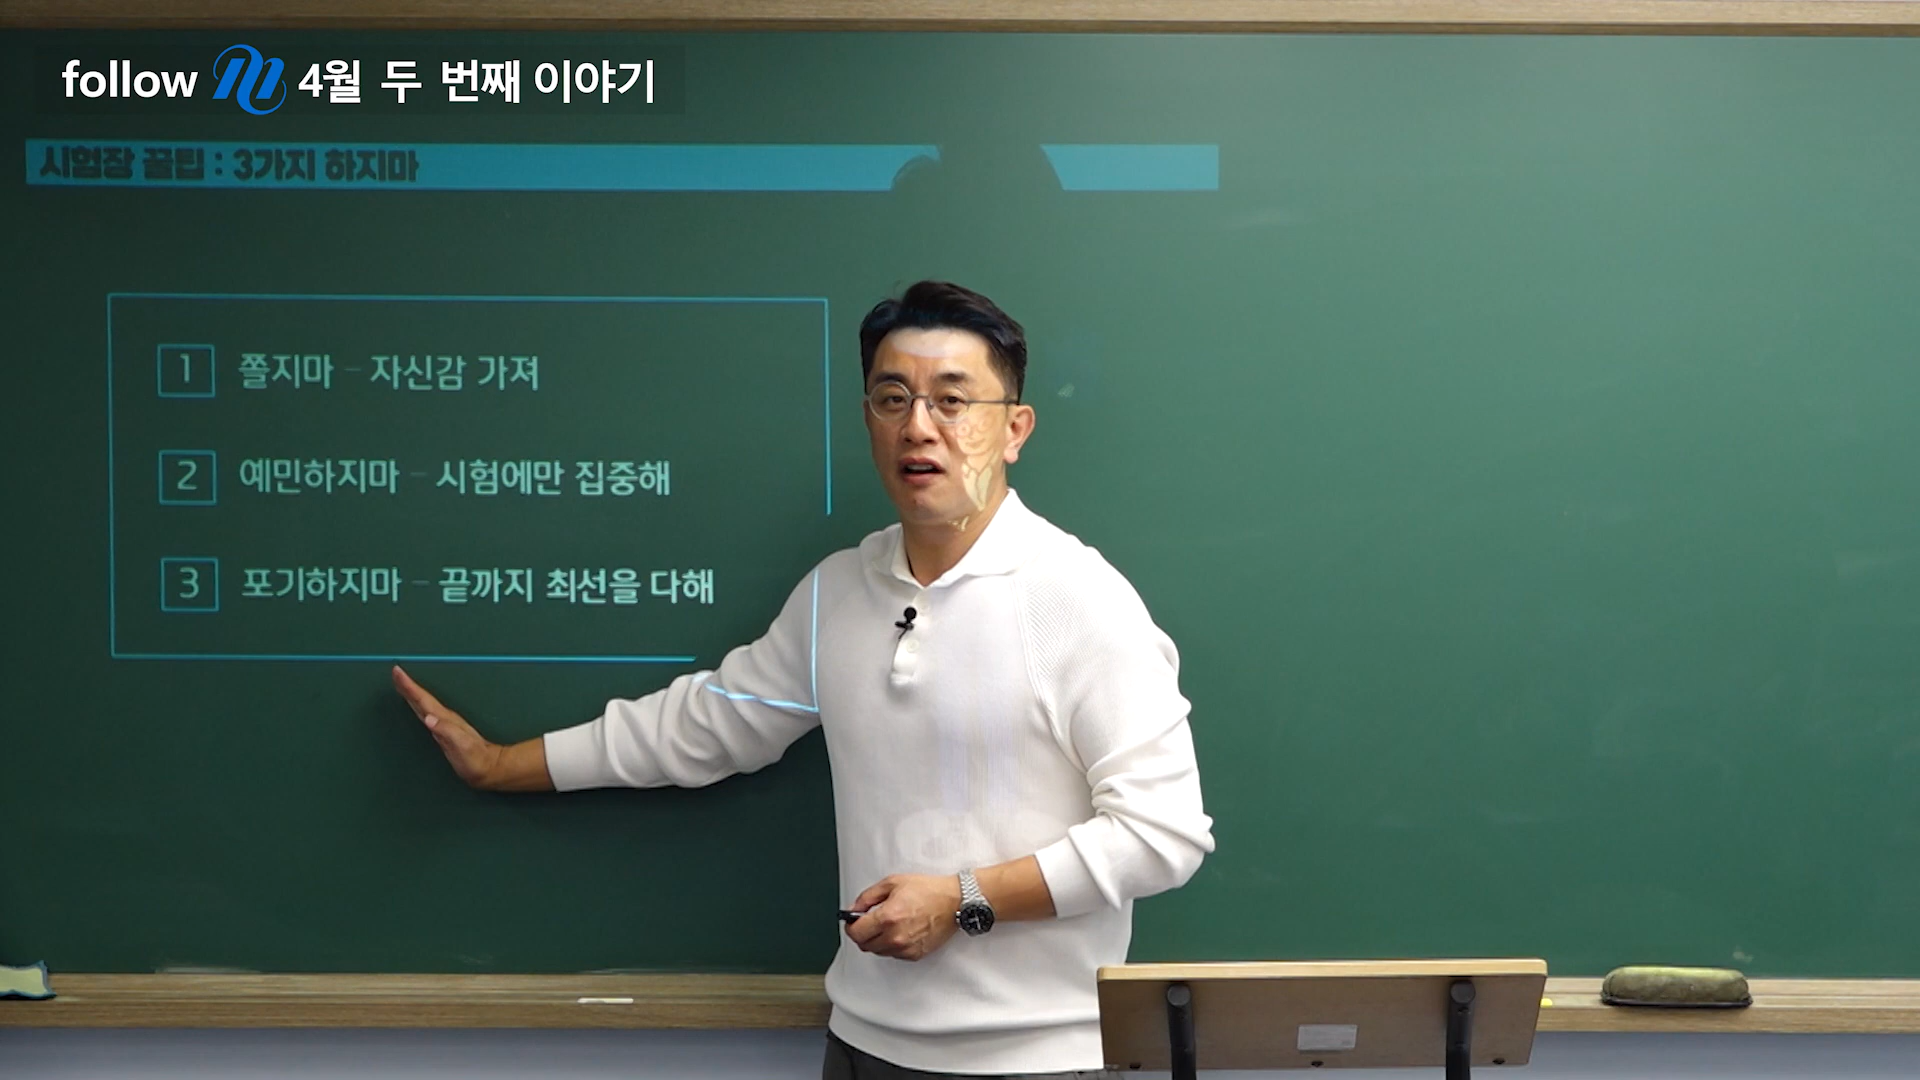 follow M 4월 두 번째 이야기
시험장 꿀팁 : 3가지 하지마
1 쫄지마 - 자신감 가져
2 예민하지마 - 시험에만 집중해
3 포기하지마 - 끝까지 최선을 다해